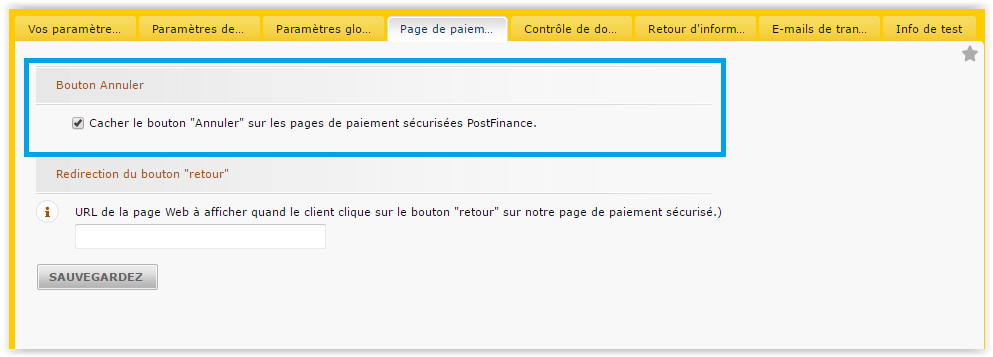 Vos paramètre... Paramètres de... Paramètres glo... Page de paiem... Contrôle de do... Retour d'inform... E-mails de tran... Info de test
Bouton Annuler
Cacher le bouton "Annuler" sur les pages de paiement sécurisées PostFinance.
Redirection du bouton "retour"
URL de la page Web à afficher quand le client clique sur le bouton "retour" sur notre page de paiement sécurisé.)
SAUVEGARDEZ